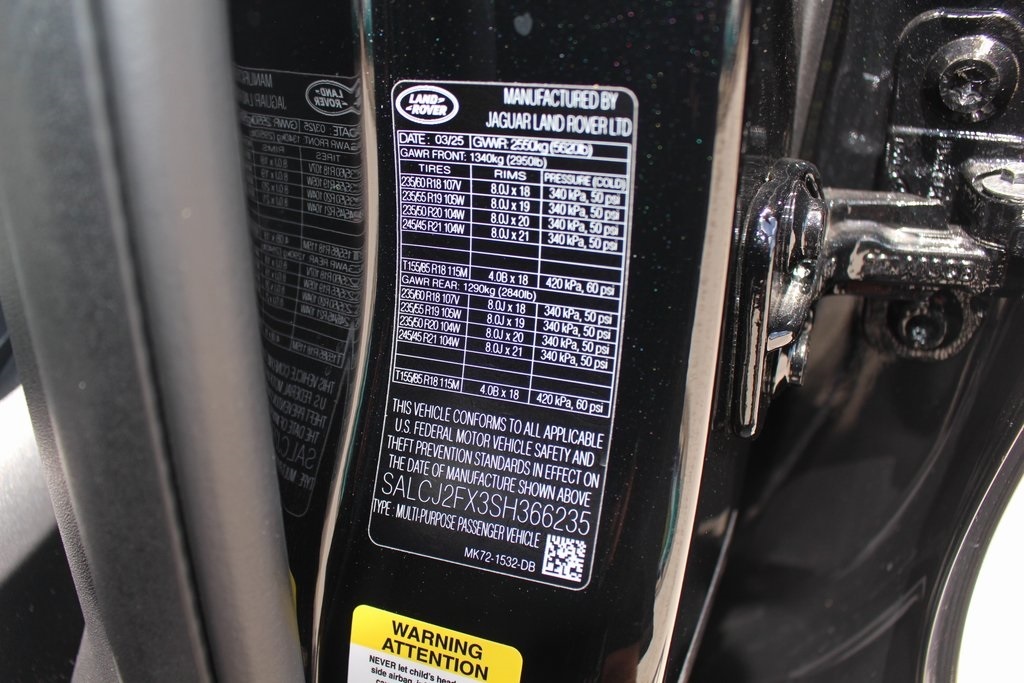 LAND ROVER
MANUFACTURED BY
JAGUAR LAND ROVER LTD
DATE: 03/25 GWWR 2550kg (5620lb)
GAWR FRONT: 1340kg (2950lb)
TIRES RIMS PRESSURE (COLD)
235/60 R18 107V 8.0J x 18 340 kPa, 50 psi
235/55 R19 105W 8.0J x 19 340 kPa, 50 psi
235/50 R20 104W 8.0J x 20 340 kPa, 50 psi
245/45 R21 104W 8.0J x 21 340 kPa, 50 psi
T155/85 R18 115M 4.0B x 18 420 kPa, 60 psi
GAWR REAR: 1290kg (2840lb)
235/60 R18 107V 8.0J x 18 340 kPa, 50 psi
235/55 R19 105W 8.0J x 19 340 kPa, 50 psi
235/50 R20 104W 8.0J x 20 340 kPa, 50 psi
245/45 R21 104W 8.0J x 21 340 kPa, 50 psi
T155/85 R18 115M 4.0B x 18 420 kPa, 60 psi
THIS VEHICLE CONFORMS TO ALL APPLICABLE
U.S. FEDERAL MOTOR VEHICLE SAFETY AND
THEFT PREVENTION STANDARDS IN EFFECT ON
THE DATE OF MANUFACTURE SHOWN ABOVE
SALCJ2FX3SH366235
TYPE: MULTI-PURPOSE PASSENGER VEHICLE
MK72-1532-DB
WARNING
ATTENTION
NEVER let child's
side airbag